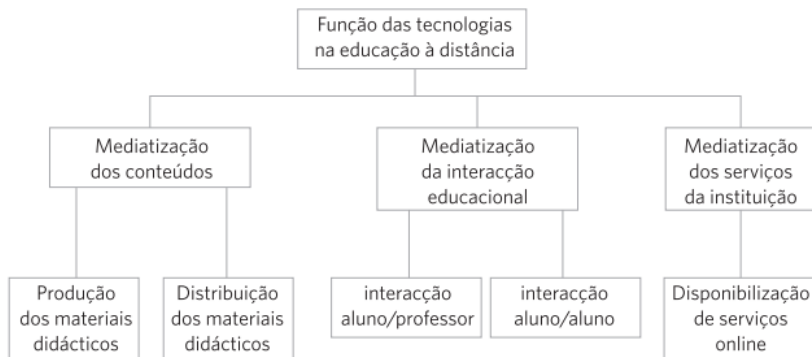 Função das tecnologias
na educação à distância
Mediatização
dos conteúdos
Mediatização
da interacção
educacional
Mediatização
dos serviços
da instituição
Produção
dos materiais
didácticos
Distribuição
dos materiais
didácticos
interacção
aluno/professor
interacção
aluno/aluno
Disponibilização
de serviços
online